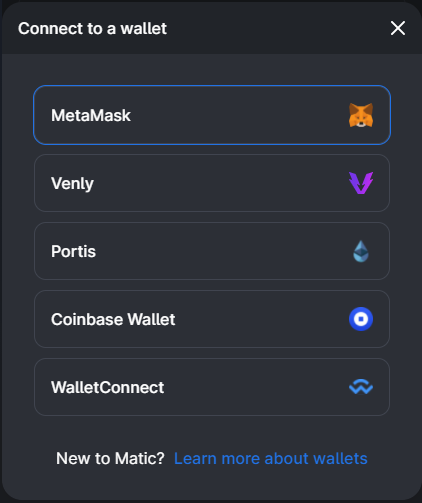 Connect to a wallet
MetaMask
Venly
Portis
Coinbase Wallet
WalletConnect
New to Matic? Learn more about wallets